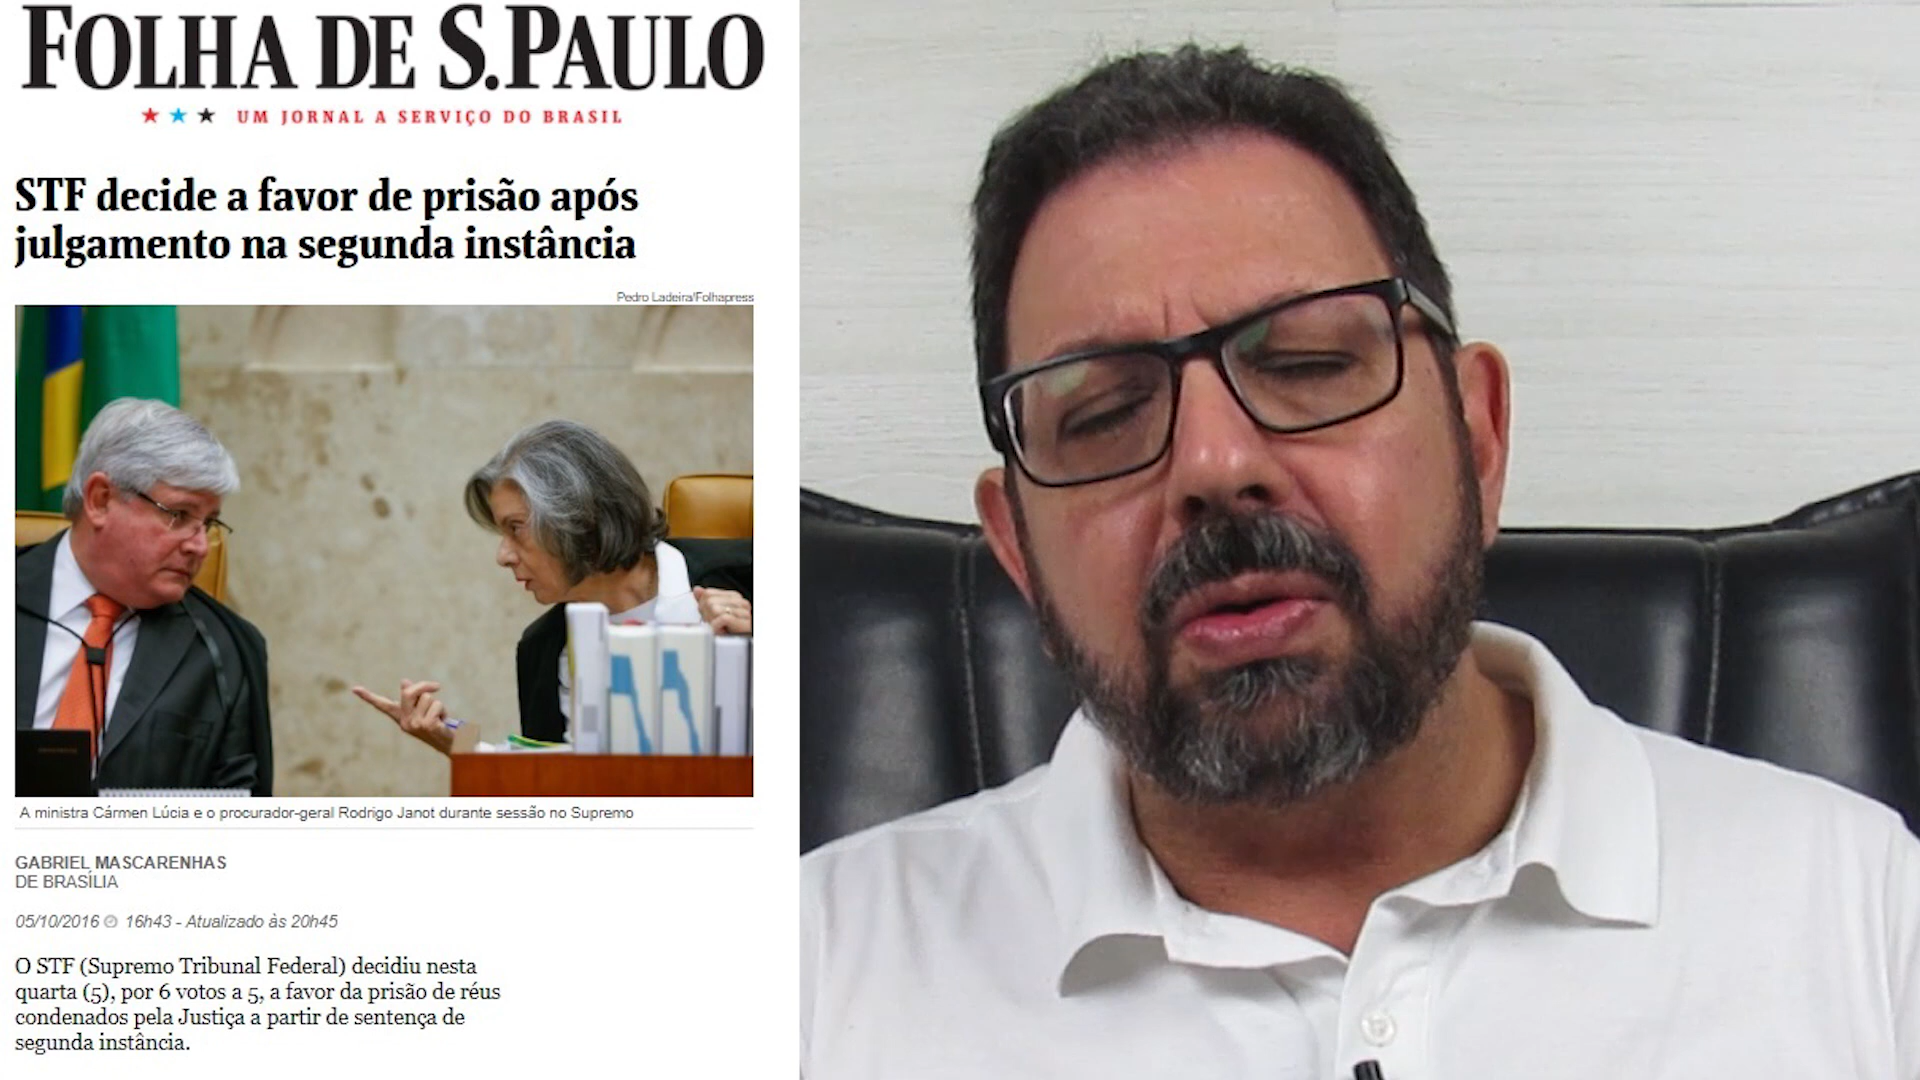 FOLHA DE S.PAULO
UM JORNAL A SERVIÇO DO BRASIL
STF decide a favor de prisão após
julgamento na segunda instância
Pedro Ladeira/Folhapress
A ministra Cármen Lúcia e o procurador-geral Rodrigo Janot durante sessão no Supremo
GABRIEL MASCARENHAS
DE BRASÍLIA
05/10/2016 16h43 - Atualizado às 20h45
O STF (Supremo Tribunal Federal) decidiu nesta
quarta (5), por 6 votos a 5, a favor da prisão de réus
condenados pela Justiça a partir de sentença de
segunda instância.